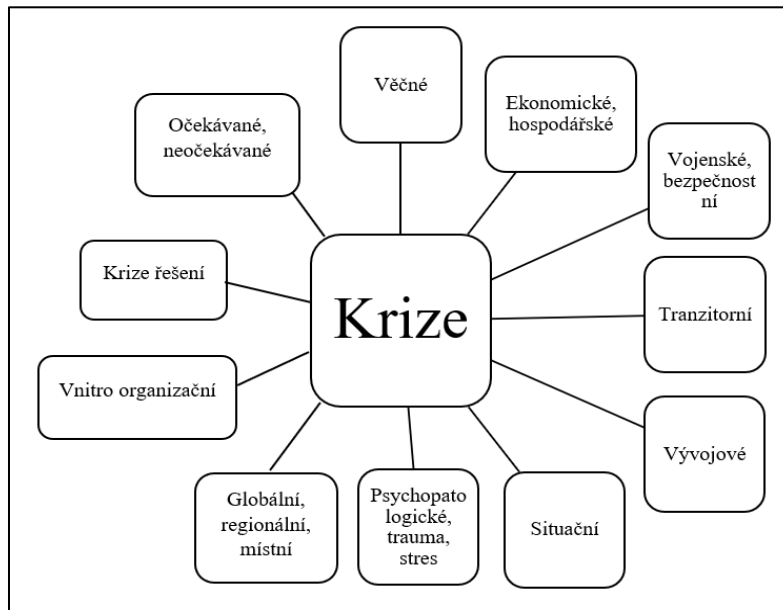 Věčné
Ekonomické,
hospodářské
Očekávané,
neočekávané
Vojenské,
bezpečnost
ní
Krize řešení
Krize
Tranzitorní
Vnitro organizační
Vývojové
Globální,
regionální,
místní
Psychopato
logické,
trauma,
stres
Situační